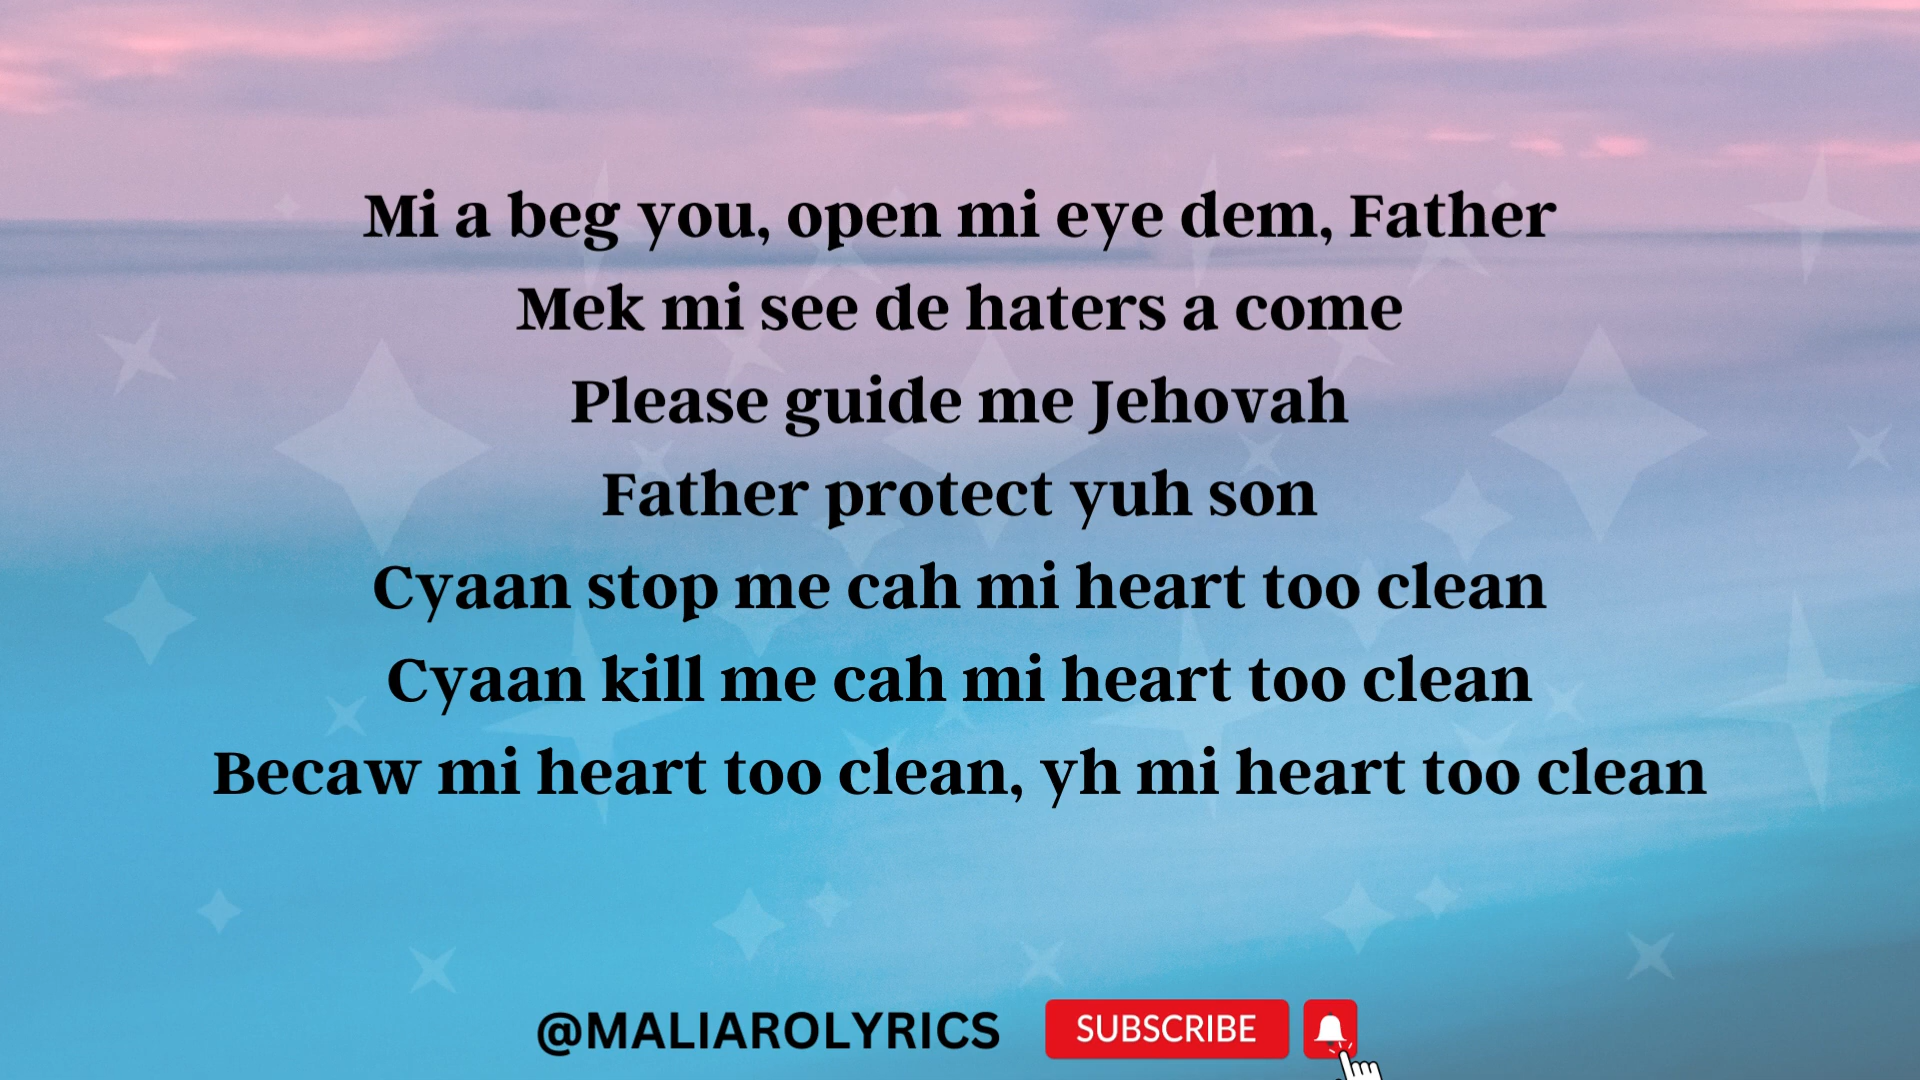 Mi a beg you, open mi eye dem, Father
Mek mi see de haters a come
Please guide me Jehovah
Father protect yuh son
Cyaan stop me cah mi heart too clean
Cyaan kill me cah mi heart too clean
Becaw mi heart too clean, yh mi heart too clean
@MALIAROLYRICS SUBSCRIBE